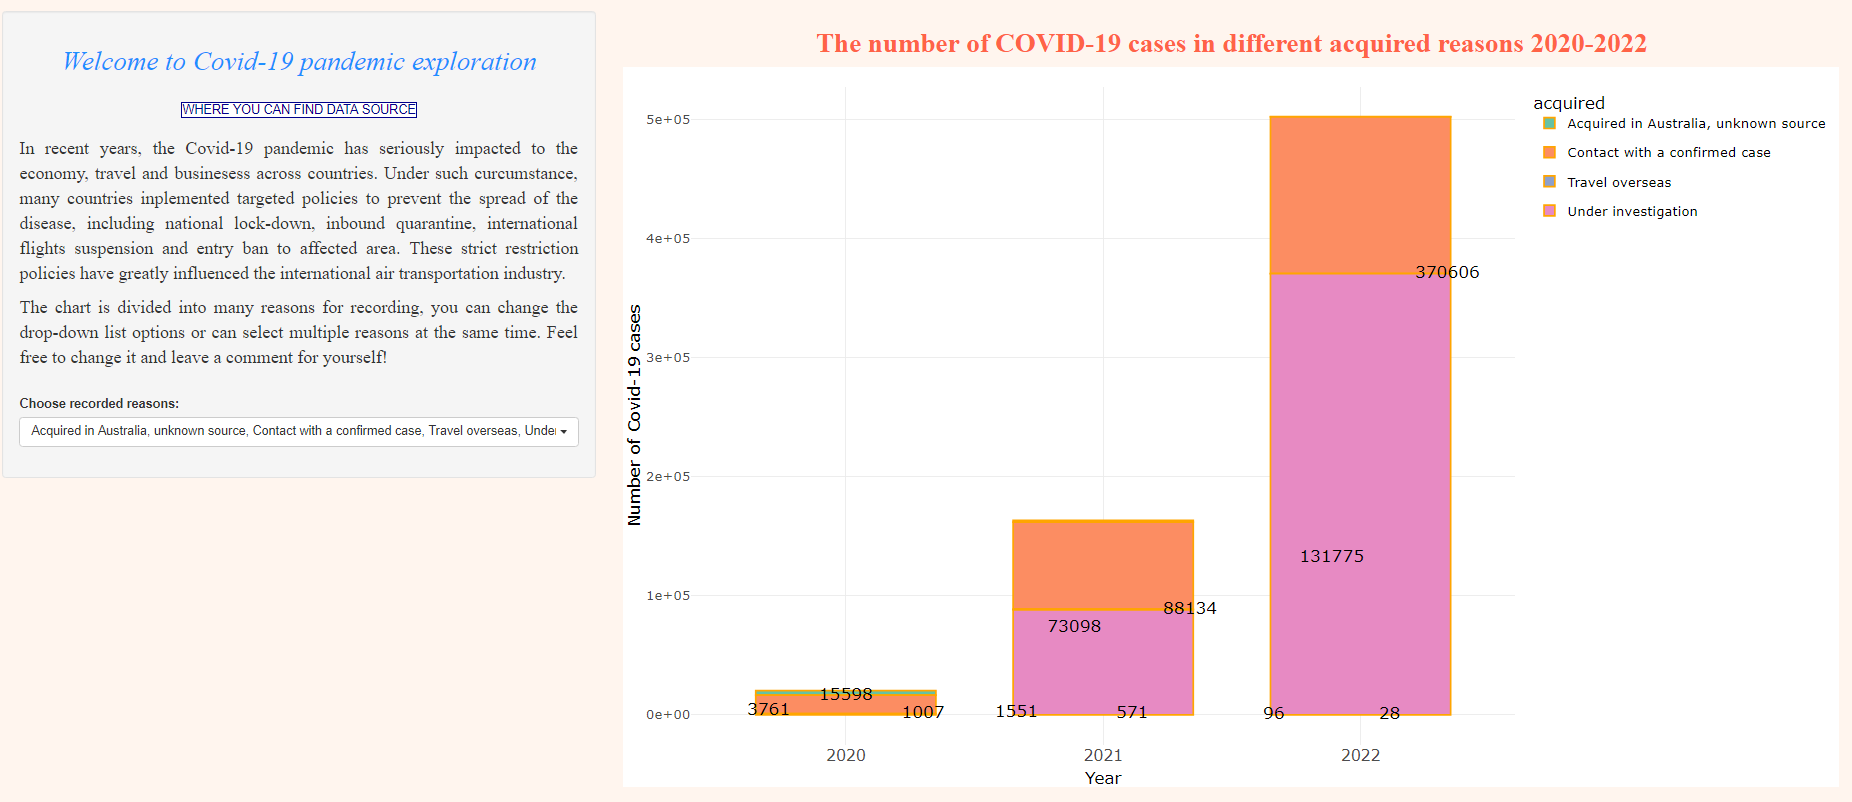 Welcome to Covid-19 pandemic exploration
WHERE YOU CAN FIND DATA SOURCE
In recent years, the Covid-19 pandemic has seriously impacted to the
economy, travel and businesess across countries. Under such curcumstance,
many countries inplemented targeted policies to prevent the spread of the
disease, including national lock-down, inbound quarantine, international
flights suspension and entry ban to affected area. These strict restriction
policies have greatly influenced the international air transportation industry.
The chart is divided into many reasons for recording, you can change the
drop-down list options or can select multiple reasons at the same time. Feel
free to change it and leave a comment for yourself!
Choose recorded reasons:
Acquired in Australia, unknown source, Contact with a confirmed case, Travel overseas, Unde
The number of COVID-19 cases in different acquired reasons 2020-2022
Number of Covid-19 cases
5e+05
4e+05
3e+05
2e+05
1e+05
0e+00
370606
131775
88134
73098
15598
3761
1007
1551
571
96
28
2020
2021
2022
Year
acquired
Acquired in Australia, unknown source
Contact with a confirmed case
Travel overseas
Under investigation